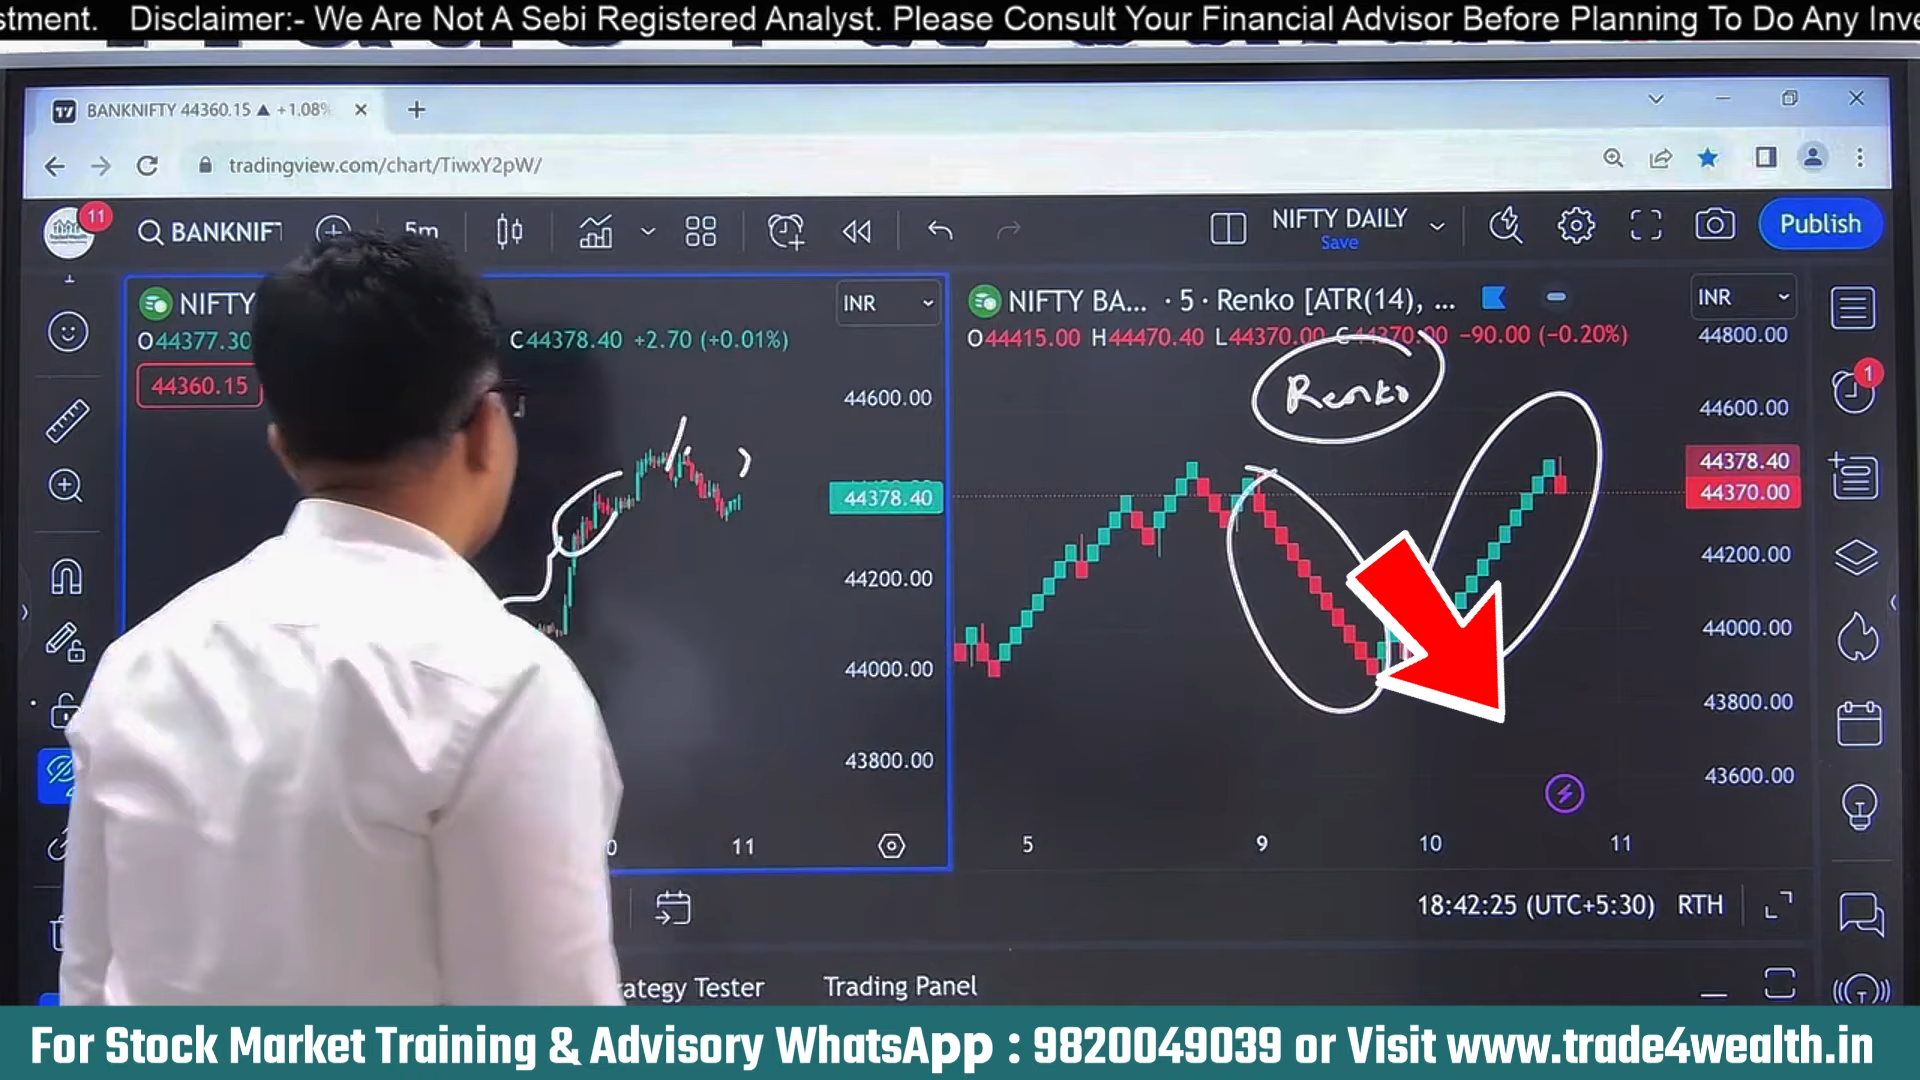 stment. Disclaimer:- We Are Not A Sebi Registered Analyst. Please Consult Your Financial Advisor Before Planning To Do Any Inve
BANKNIFTY 44360.15 ▲ +1.08%
tradingview.com/chart/TiwxY2pW/
11
BANKNIFT
5m
NIFTY DAILY
Save
Publish
NIFTY
INR
O44377.30
C44378.40 +2.70 (+0.01%)
44360.15
44600.00
44378.40
44200.00
44000.00
43800.00
0
11
NIFTY BA... · 5 · Renko [ATR(14), ...
INR
O44415.00 H44470.40 L44370.00 C44370.00 −90.00 (−0.20%)
44800.00
Renko
44600.00
44378.40
44370.00
44200.00
44000.00
43800.00
43600.00
5
9
10
11
1
18:42:25 (UTC+5:30) RTH
rategy Tester
Trading Panel
For Stock Market Training & Advisory WhatsApp : 9820049039 or Visit www.trade4wealth.in